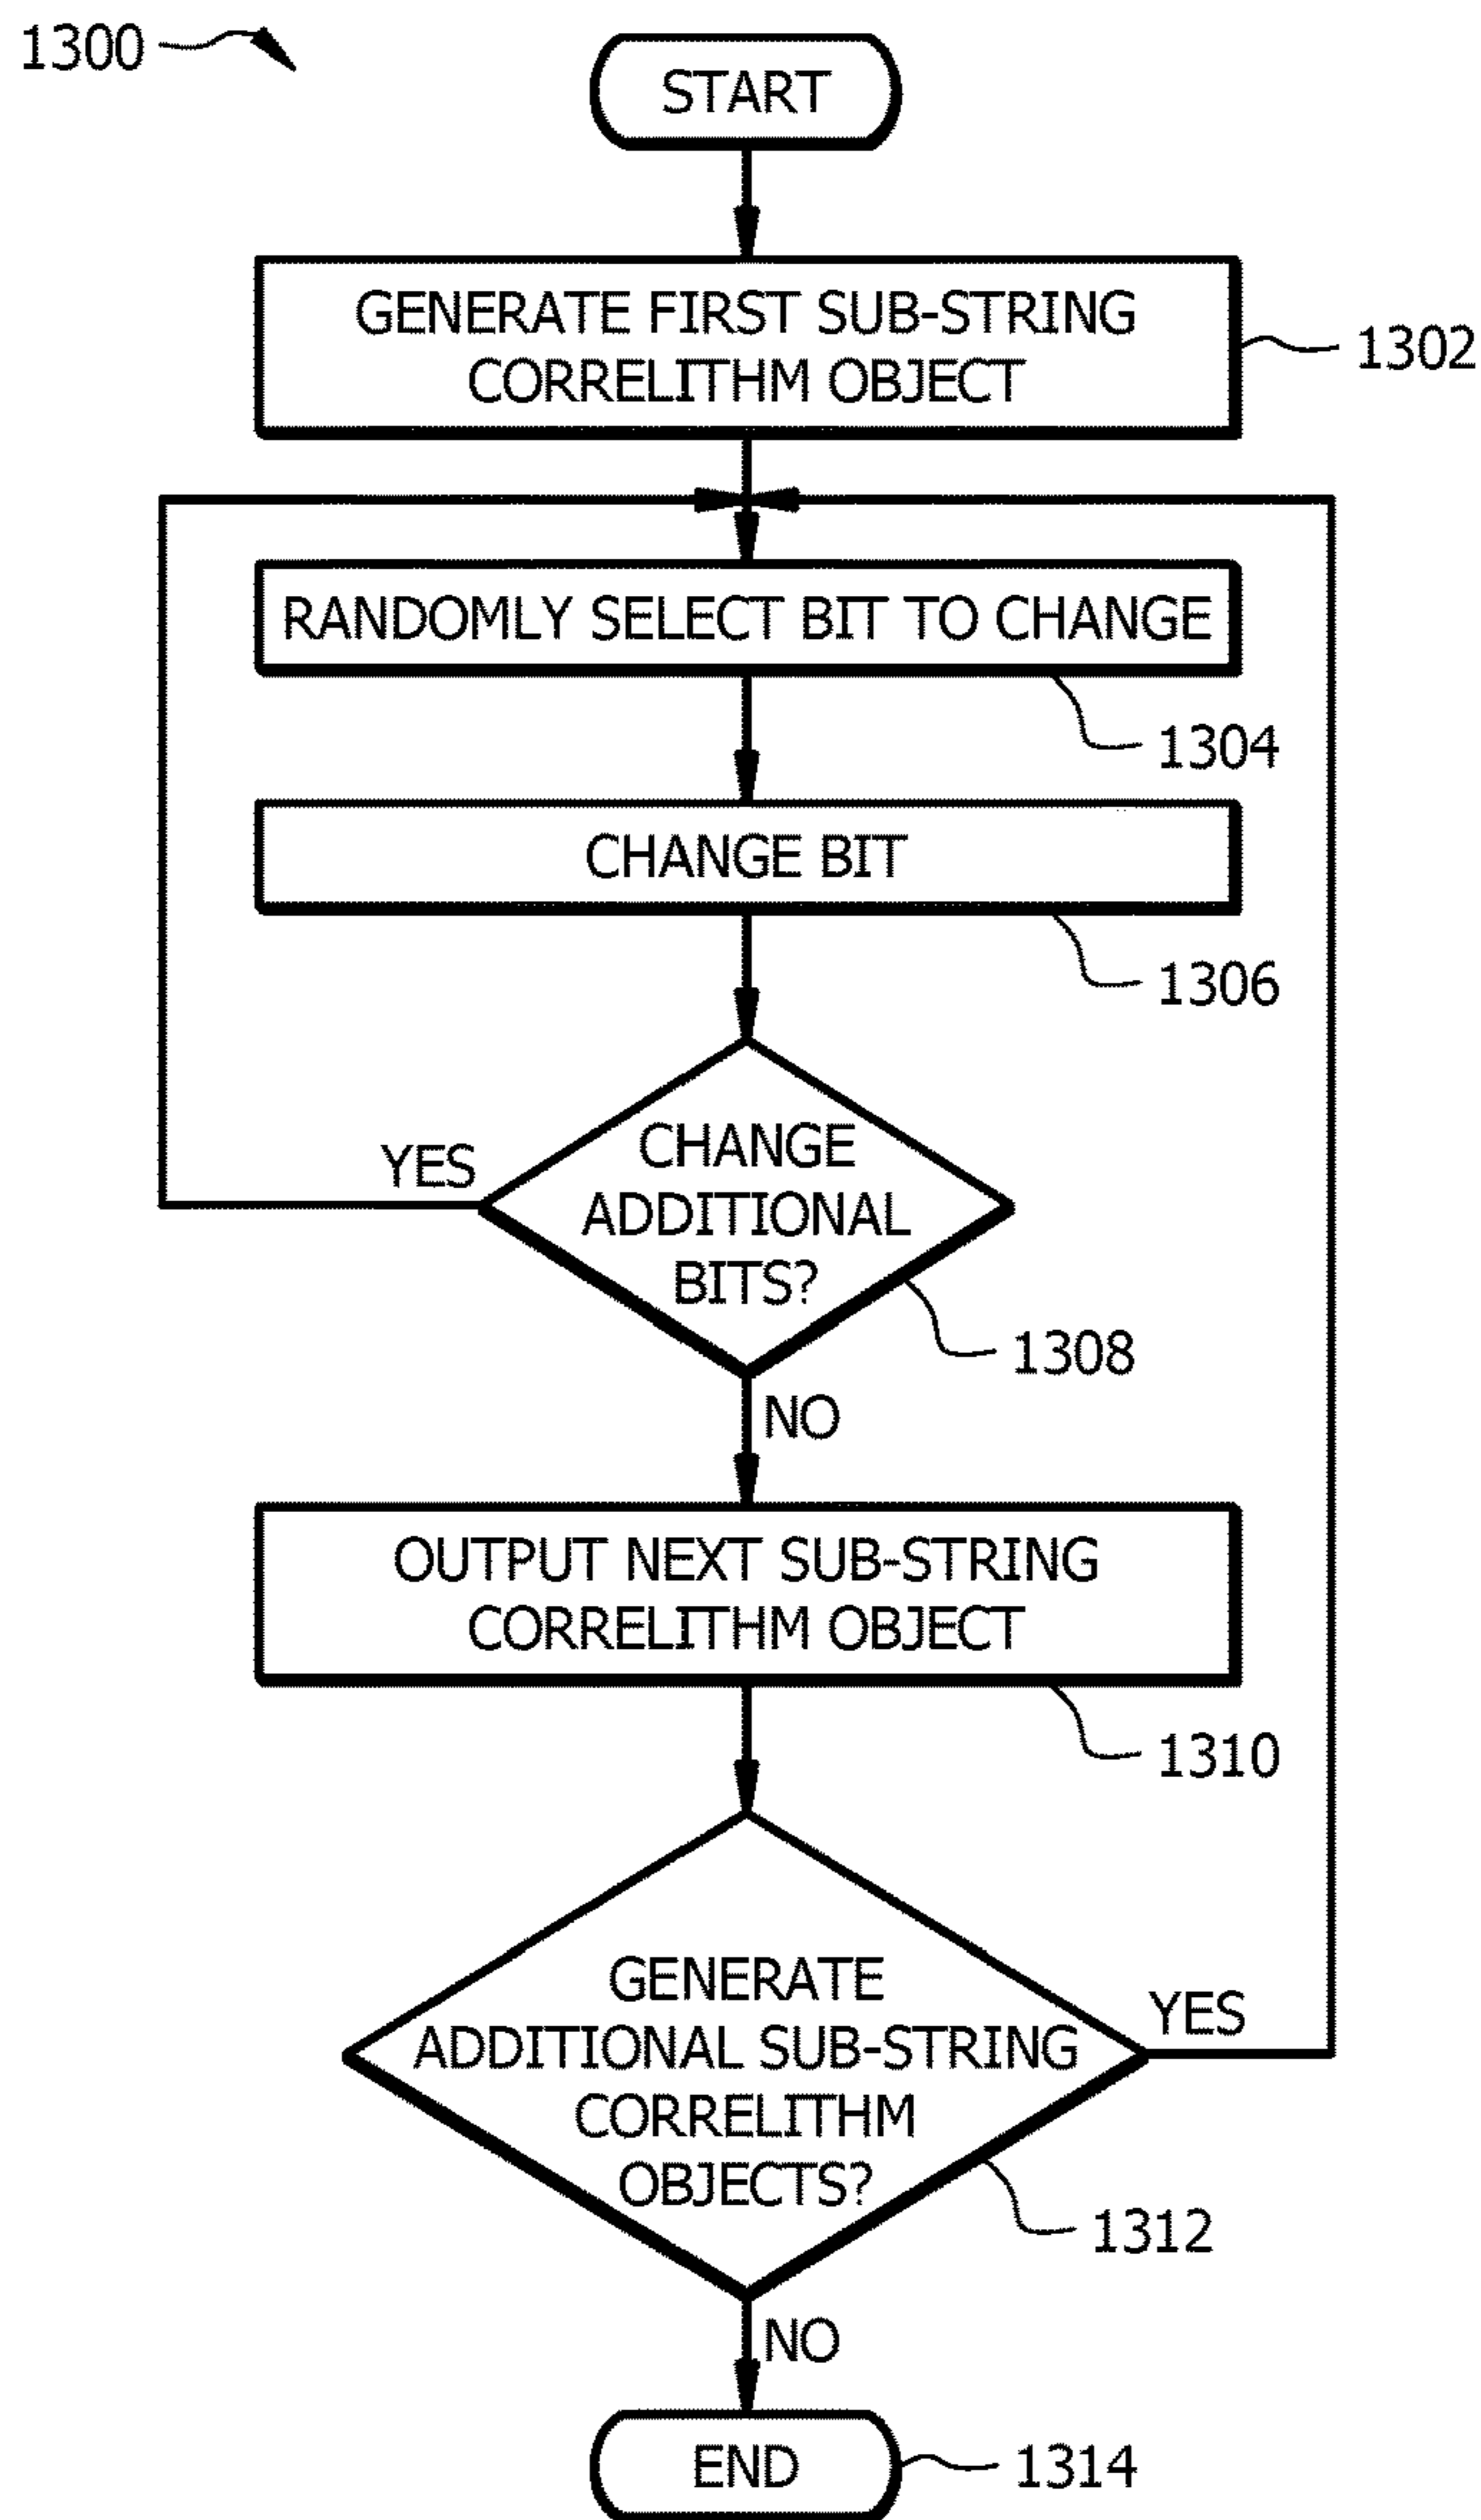 1300
START
GENERATE FIRST SUB-STRING
CORRELITHM OBJECT
1302
RANDOMLY SELECT BIT TO CHANGE
1304
CHANGE BIT
1306
YES
CHANGE
ADDITIONAL
BITS?
1308
NO
OUTPUT NEXT SUB-STRING
CORRELITHM OBJECT
1310
GENERATE
ADDITIONAL SUB-STRING
CORRELITHM
OBJECTS?
YES
1312
NO
END
1314